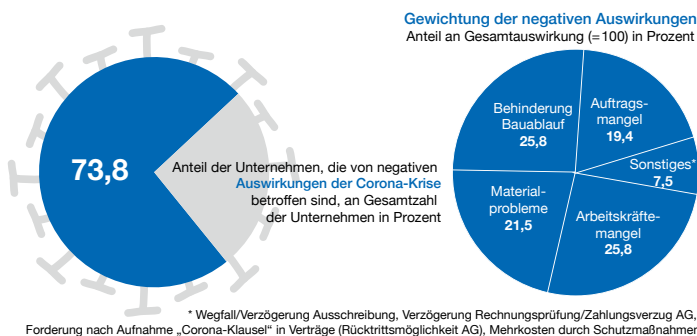 Gewichtung der negativen Auswirkungen
Anteil an Gesamtauswirkung (=100) in Prozent
73,8
Anteil der Unternehmen, die von negativen
Auswirkungen der Corona-Krise
betroffen sind, an Gesamtzahl
der Unternehmen in Prozent
Behinderung
Bauablauf
25,8
Auftrags-
mangel
19,4
Sonstiges*
7,5
Material-
probleme
21,5
Arbeitskräfte-
mangel
25,8
* Wegfall/Verzögerung Ausschreibung, Verzögerung Rechnungsprüfung/Zahlungsverzug AG,
Forderung nach Aufnahme „Corona-Klausel“ in Verträge (Rücktrittsmöglichkeit AG), Mehrkosten durch Schutzmaßnahmen